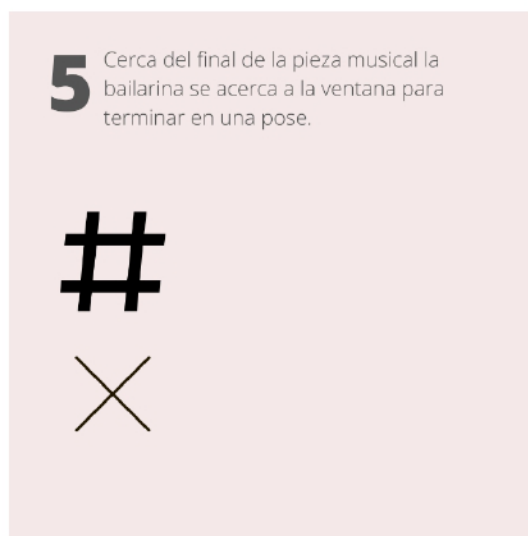 5 Cerca del final de la pieza musical la
bailarina se acerca a la ventana para
terminar en una pose.
#